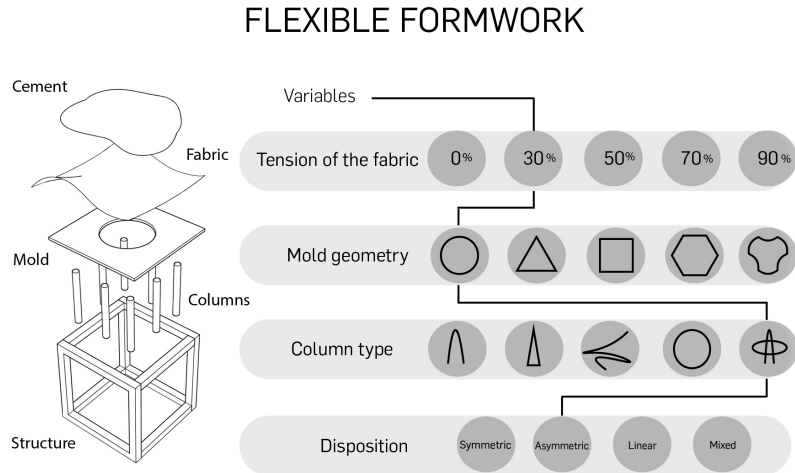 FLEXIBLE FORMWORK
Cement
Fabric
Mold
Columns
Structure
Variables
Tension of the fabric 0% 30% 50% 70% 90%
Mold geometry
Column type
Disposition Symmetric Asymmetric Linear Mixed